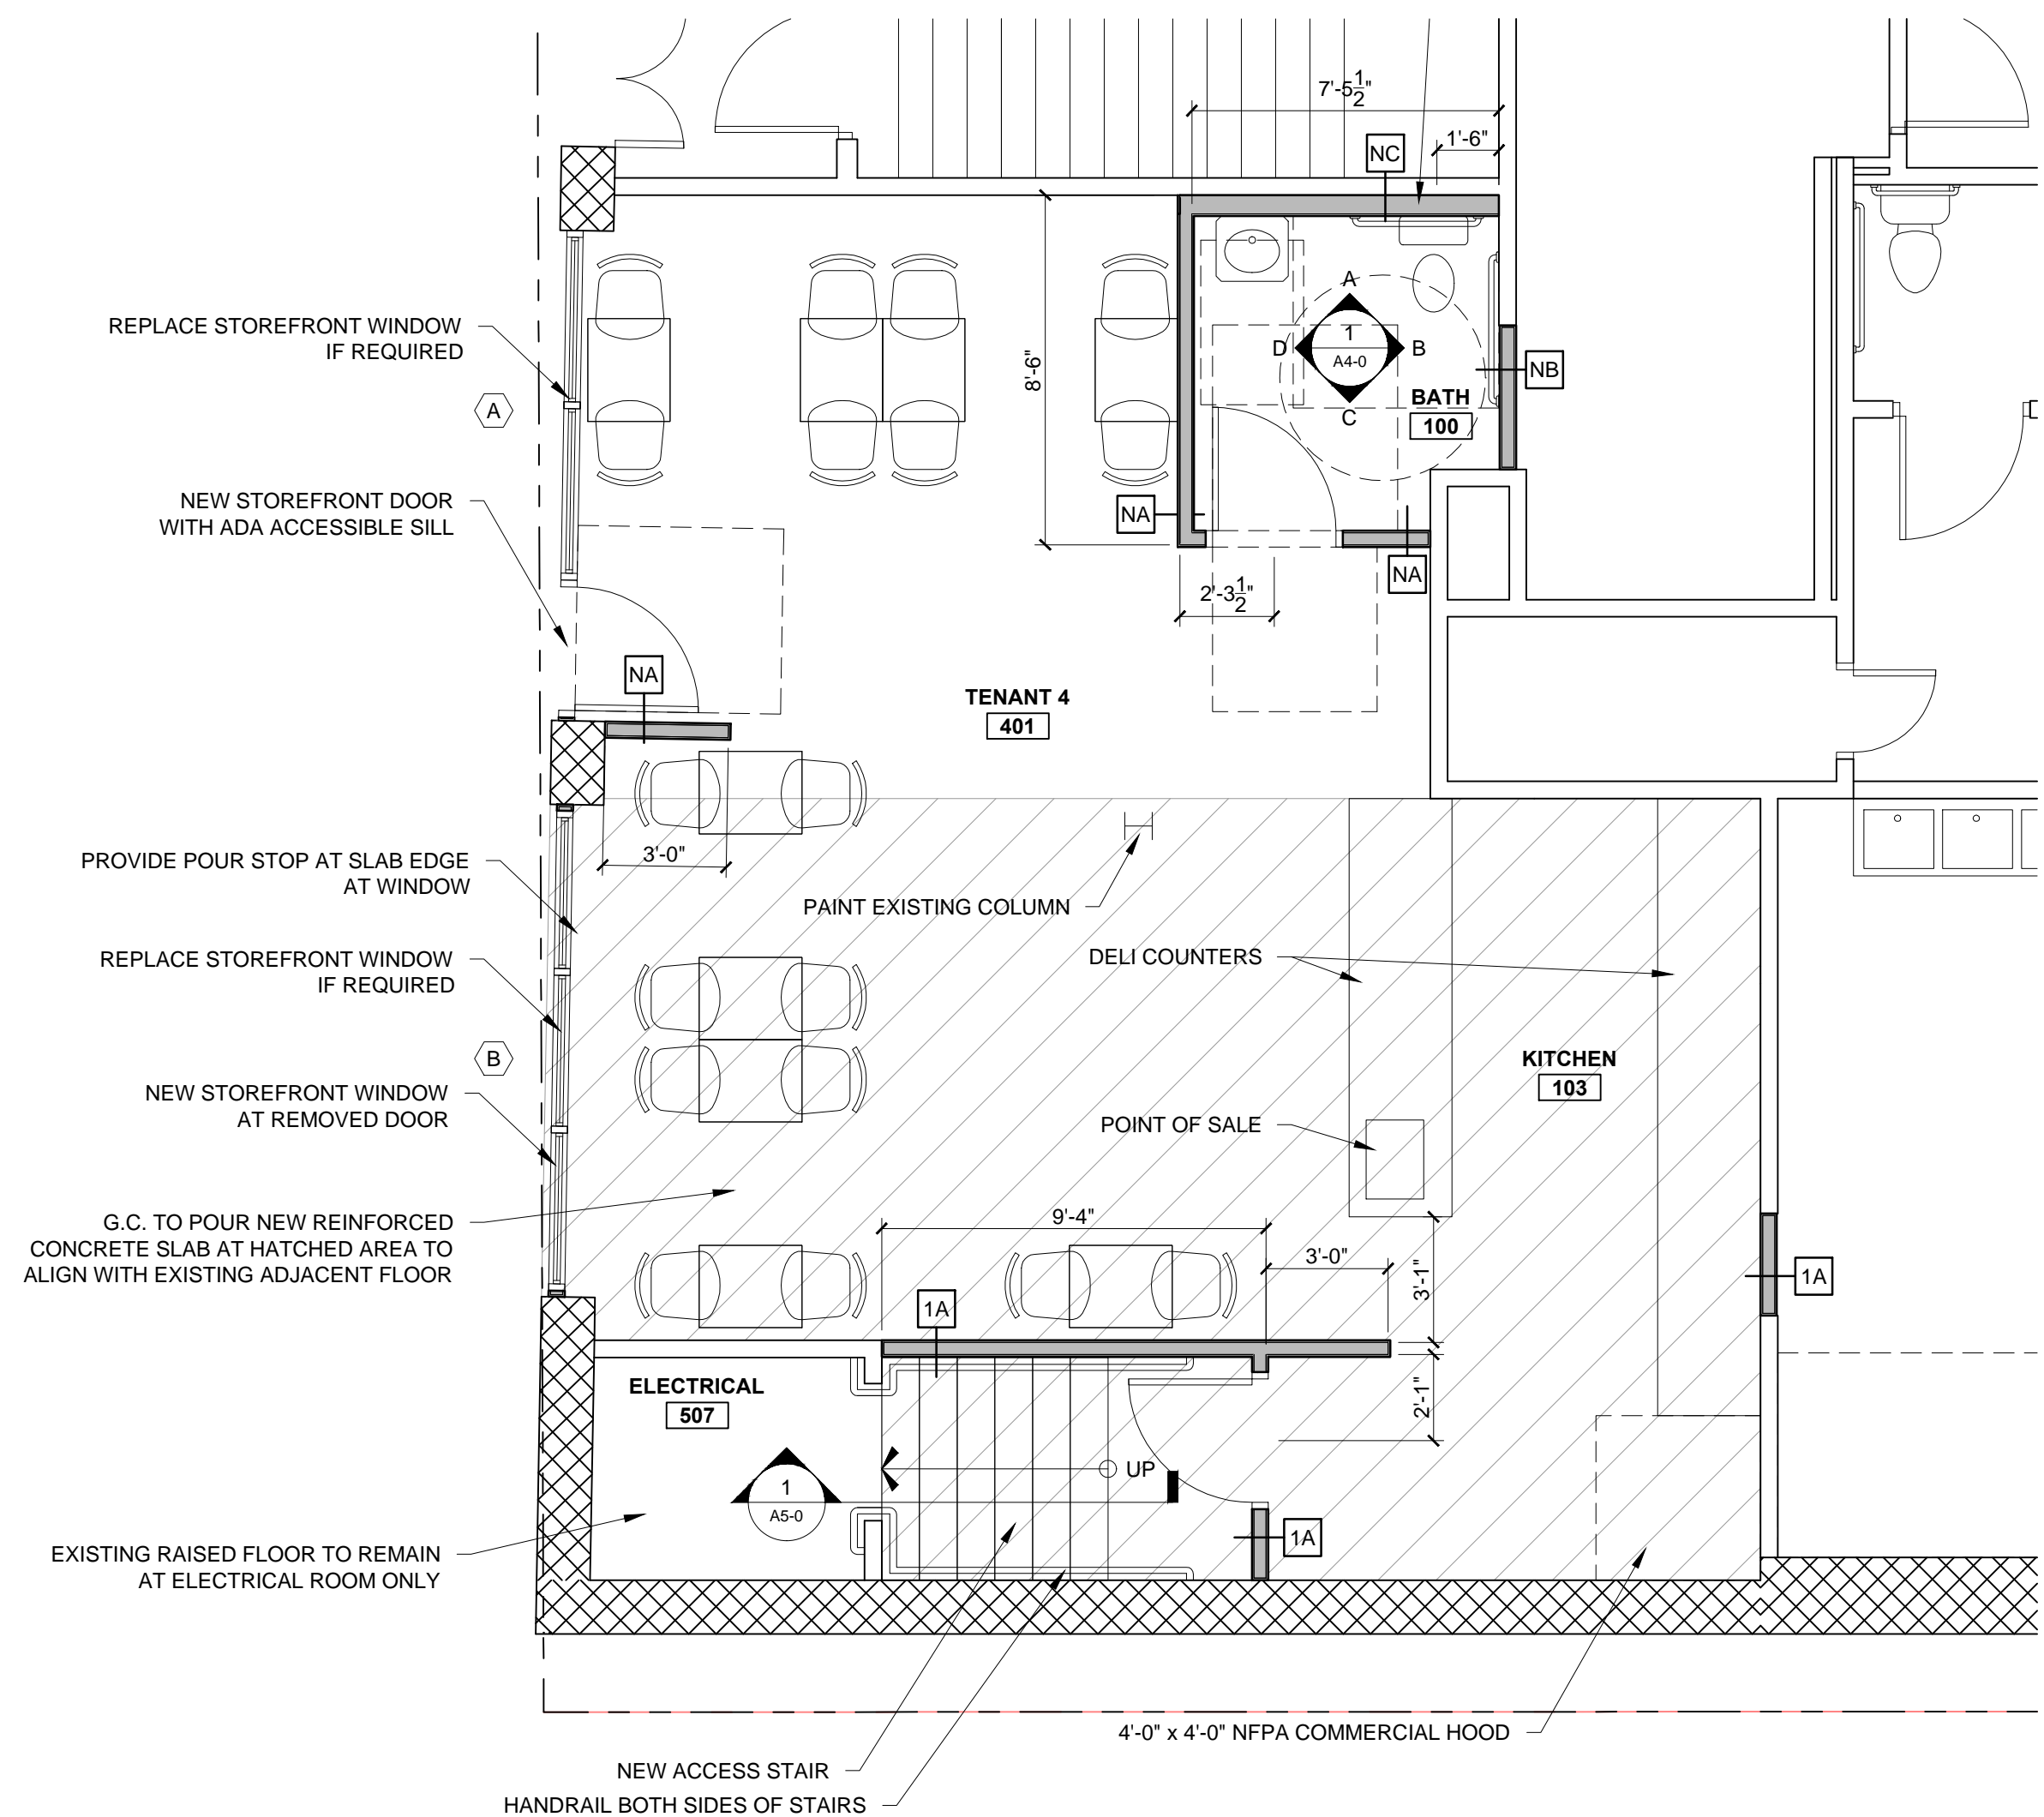 7'-5 1/2"
1'-6"
NC
REPLACE STOREFRONT WINDOW
IF REQUIRED
A
8'-6"
A
1
A4-0
D
B
C
NB
BATH
100
NEW STOREFRONT DOOR
WITH ADA ACCESSIBLE SILL
NA
NA
2'-3 1/2"
NA
TENANT 4
401
PROVIDE POUR STOP AT SLAB EDGE
AT WINDOW
3'-0"
PAINT EXISTING COLUMN
DELI COUNTERS
REPLACE STOREFRONT WINDOW
IF REQUIRED
B
KITCHEN
103
NEW STOREFRONT WINDOW
AT REMOVED DOOR
POINT OF SALE
G.C. TO POUR NEW REINFORCED
CONCRETE SLAB AT HATCHED AREA TO
ALIGN WITH EXISTING ADJACENT FLOOR
9'-4"
3'-0"
3'-1"
1A
1A
ELECTRICAL
507
2'-1"
UP
1
A5-0
1A
EXISTING RAISED FLOOR TO REMAIN
AT ELECTRICAL ROOM ONLY
4'-0" x 4'-0" NFPA COMMERCIAL HOOD
NEW ACCESS STAIR
HANDRAIL BOTH SIDES OF STAIRS